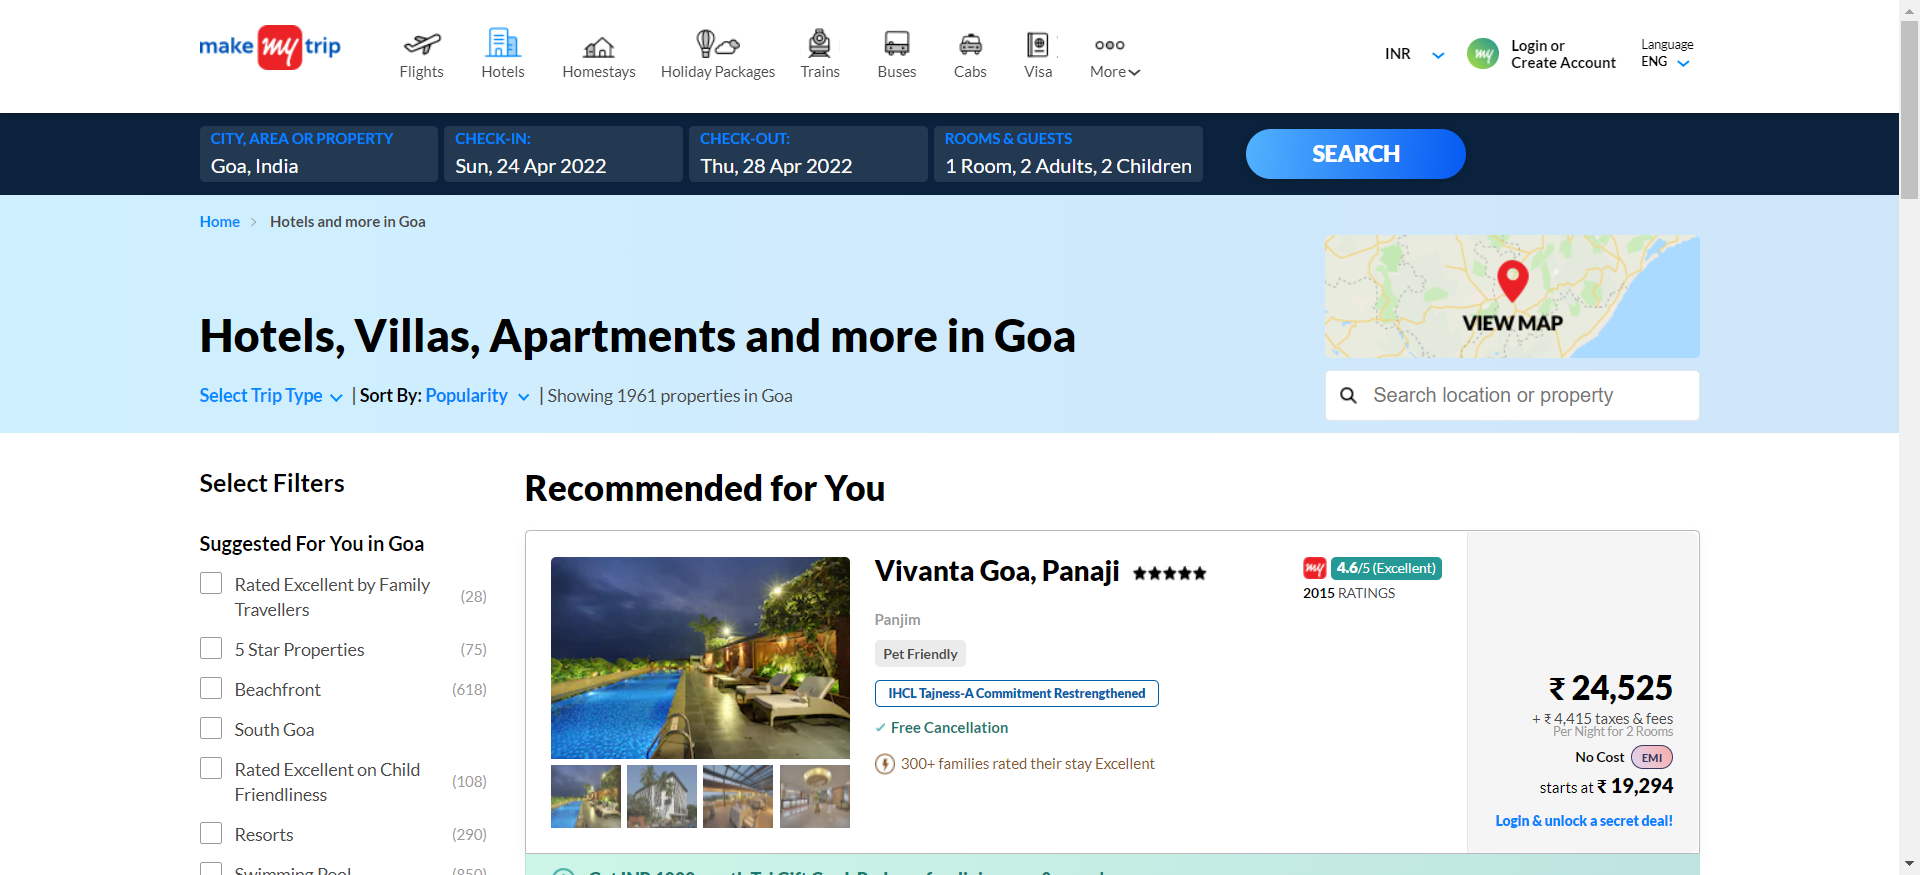 make my trip
Flights
Hotels
Homestays
Holiday Packages
Trains
Buses
Cabs
Visa
More
INR
my
Login or
Create Account
Language
ENG
CITY, AREA OR PROPERTY
Goa, India
CHECK-IN:
Sun, 24 Apr 2022
CHECK-OUT:
Thu, 28 Apr 2022
ROOMS & GUESTS
1 Room, 2 Adults, 2 Children
SEARCH
Home > Hotels and more in Goa
VIEW MAP
Hotels, Villas, Apartments and more in Goa
Select Trip Type | Sort By: Popularity | Showing 1961 properties in Goa
Search location or property
Select Filters
Suggested For You in Goa
Rated Excellent by Family
Travellers
(28)
5 Star Properties (75)
Beachfront (618)
South Goa
Rated Excellent on Child
Friendliness
(108)
Resorts (290)
Swimming Pool (850)
Recommended for You
Vivanta Goa, Panaji
my 4.6/5 (Excellent)
2015 RATINGS
Panjim
Pet Friendly
IHCL Tajness-A Commitment Restrengthened
✓ Free Cancellation
300+ families rated their stay Excellent
₹ 24,525
+ ₹ 4,415 taxes & fees
Per Night for 2 Rooms
No Cost EMI
starts at ₹ 19,294
Login & unlock a secret deal!